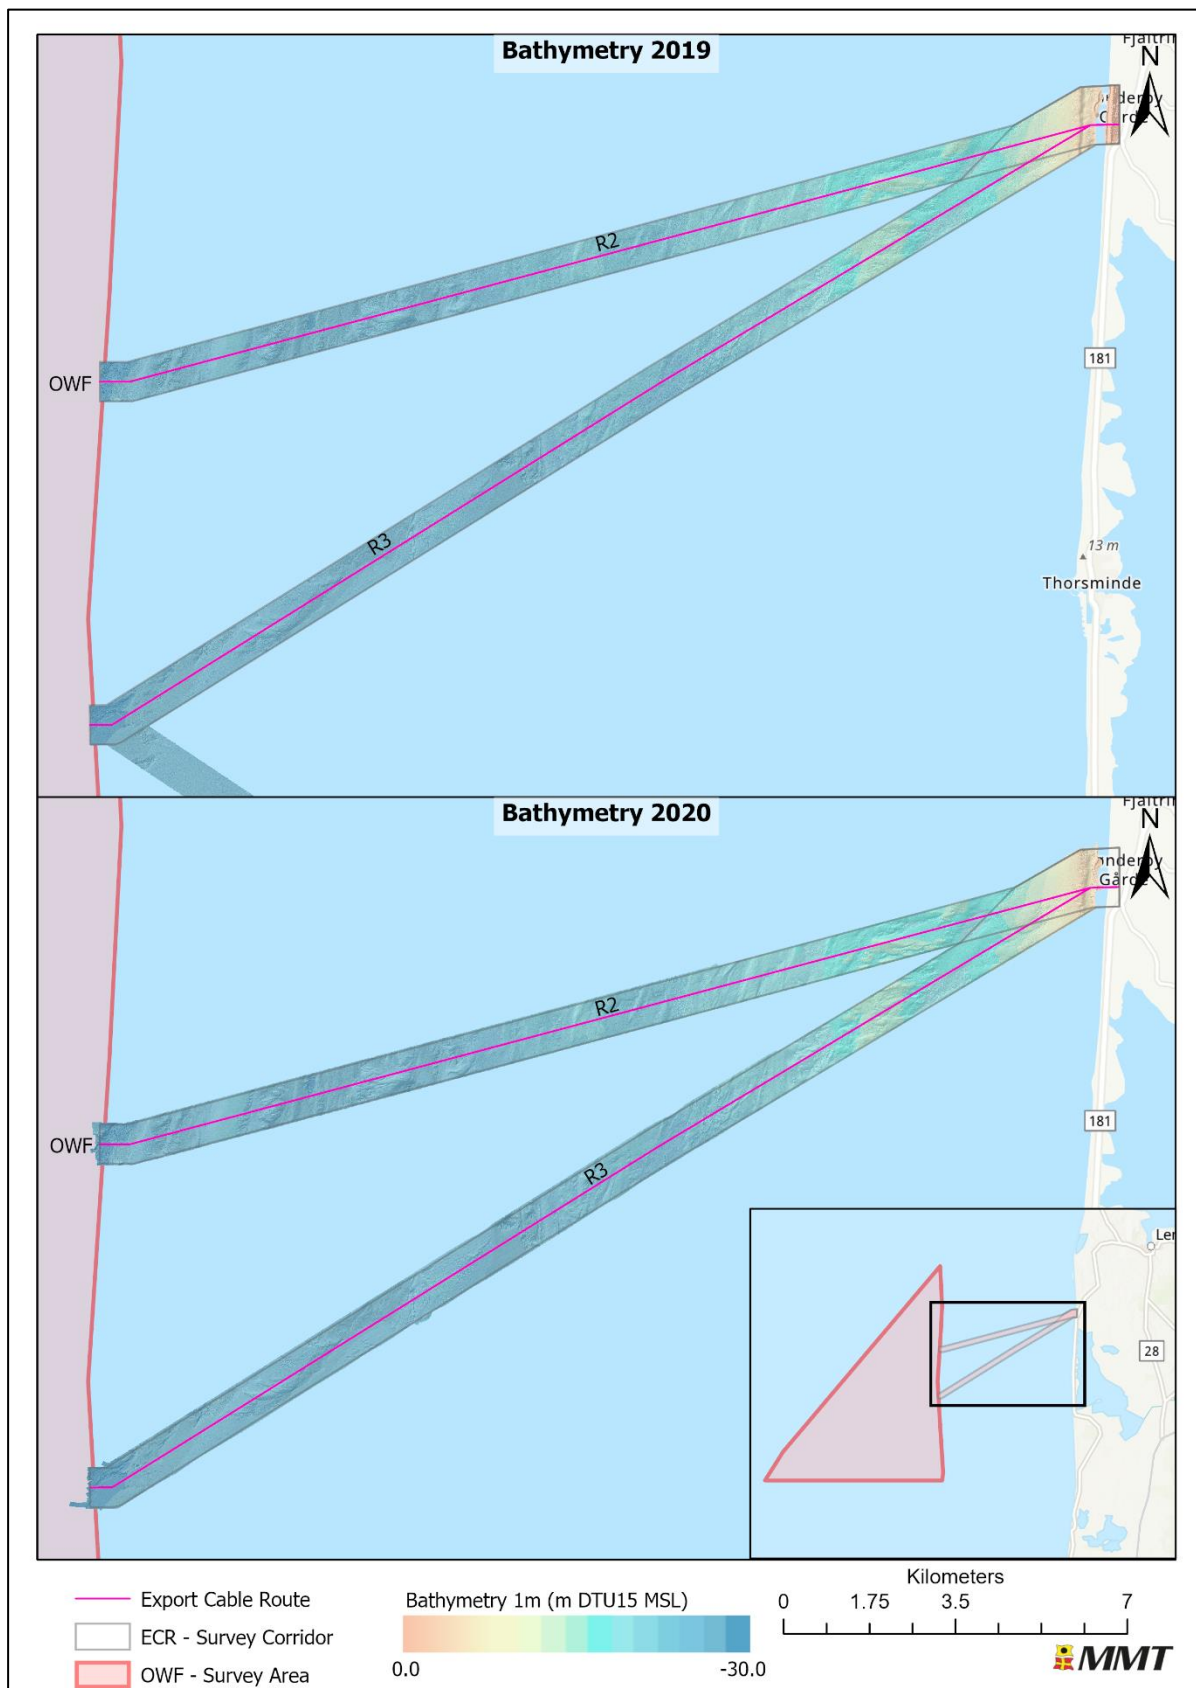 Bathymetry 2019
N
Gårde
R2
OWF
181
R3
13 m
Thorsminde
Bathymetry 2020
N
Gårde
R2
OWF
181
R3
28
Kilometers
Export Cable Route
Bathymetry 1m (m DTU15 MSL)
0 1.75 3.5 7
ECR - Survey Corridor
OWF - Survey Area
0.0 -30.0
MMT